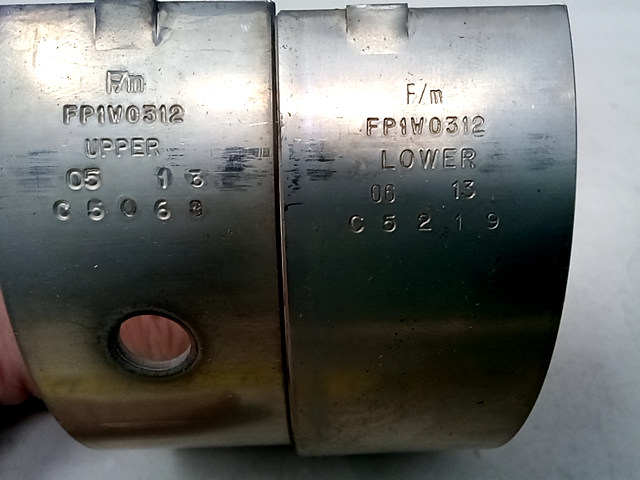 F/m
FP1W0312
UPPER
05 13
C5068
F/m
FP1W0312
LOWER
06 13
C5219